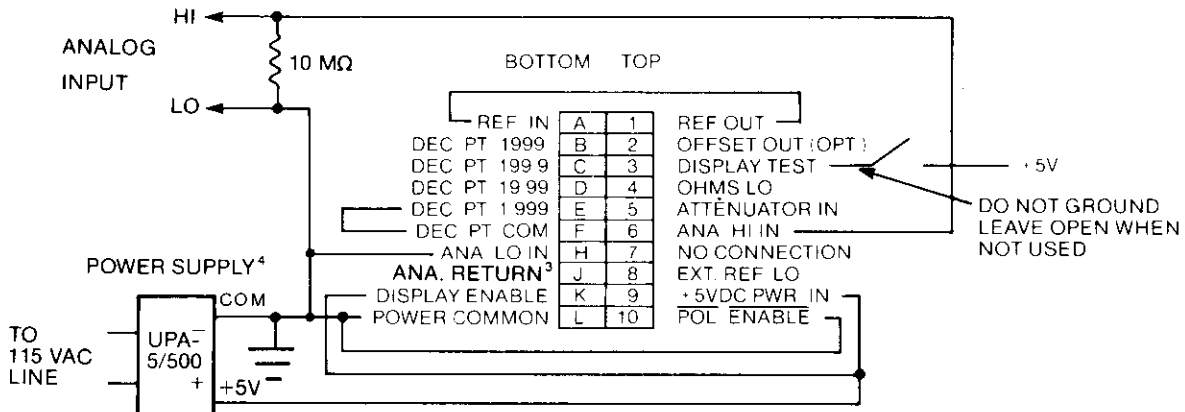 HI
ANALOG
INPUT
10 MΩ
LO
BOTTOM TOP
REF IN A 1 REF OUT
DEC PT 1999 B 2 OFFSET OUT (OPT)
DEC PT 199 9 C 3 DISPLAY TEST
+5V
DEC PT 19 99 D 4 OHMS LO
DEC PT 1 999 E 5 ATTENUATOR IN
DEC PT COM F 6 ANA HI IN
ANA LO IN H 7 NO CONNECTION
ANA. RETURN³ J 8 EXT. REF LO
DISPLAY ENABLE K 9 +5VDC PWR IN
POWER COMMON L 10 POL ENABLE
DO NOT GROUND
LEAVE OPEN WHEN
NOT USED
POWER SUPPLY⁴
COM
TO
115 VAC
LINE
UPA-
5/500
−
+
+5V